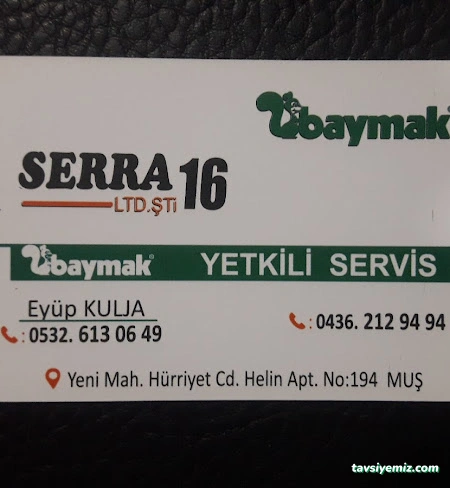 baymak
SERRA 16
LTD.ŞTİ
baymak® YETKİLİ SERVİS
Eyüp KULJA
: 0532. 613 06 49
: 0436. 212 94 94
Yeni Mah. Hürriyet Cd. Helin Apt. No:194 MUŞ
tavsiyemiz.com